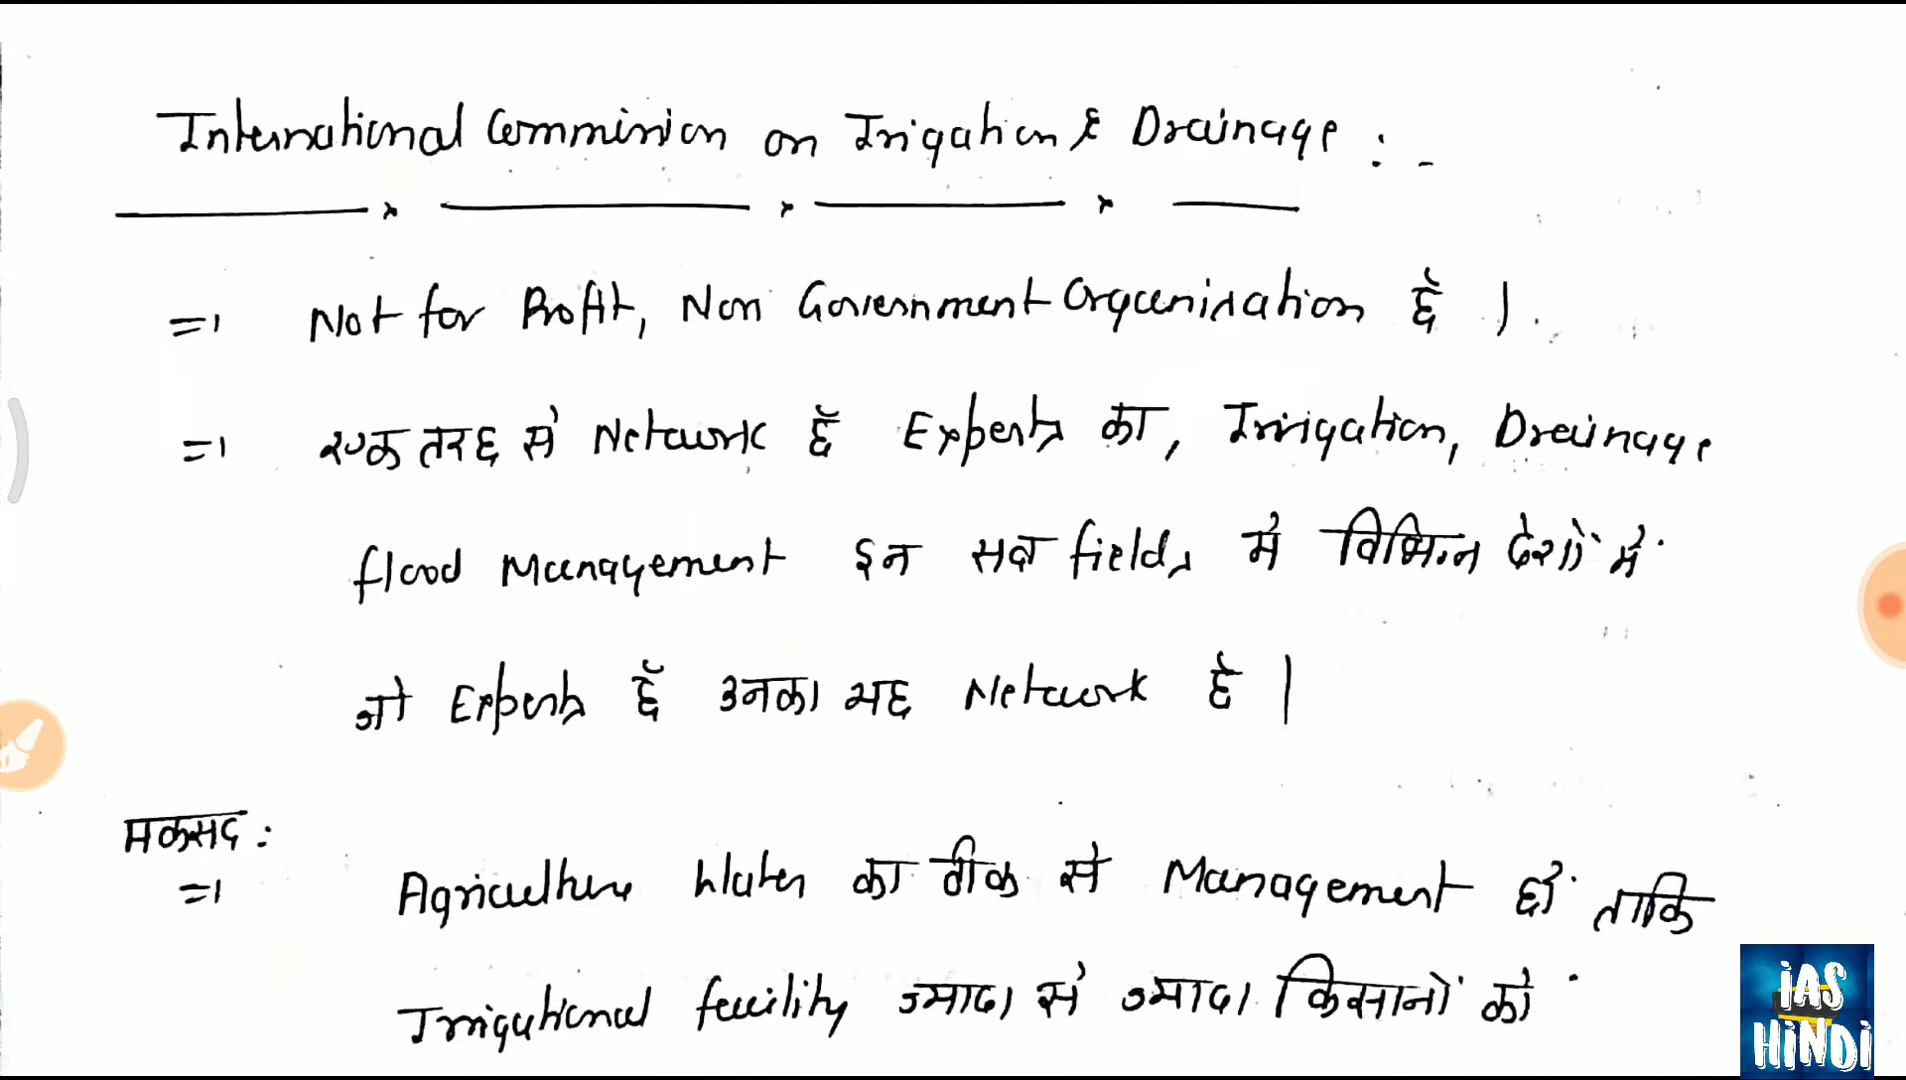 International Commission on Irrigation & Drainage :-
=> Not for Profit, Non Government Organisation है ।
=> एक तरह से Network है Experts का, Irrigation, Drainage
flood Management इन सब fields में विभिन्न देशों में
जो Experts हैं उनका यह Network है |
मकसद :
=> Agriculture Water का ठीक से Management हो ताकि
Irrigational facility ज्यादा से ज्यादा किसानों को
iAS
HiNDi